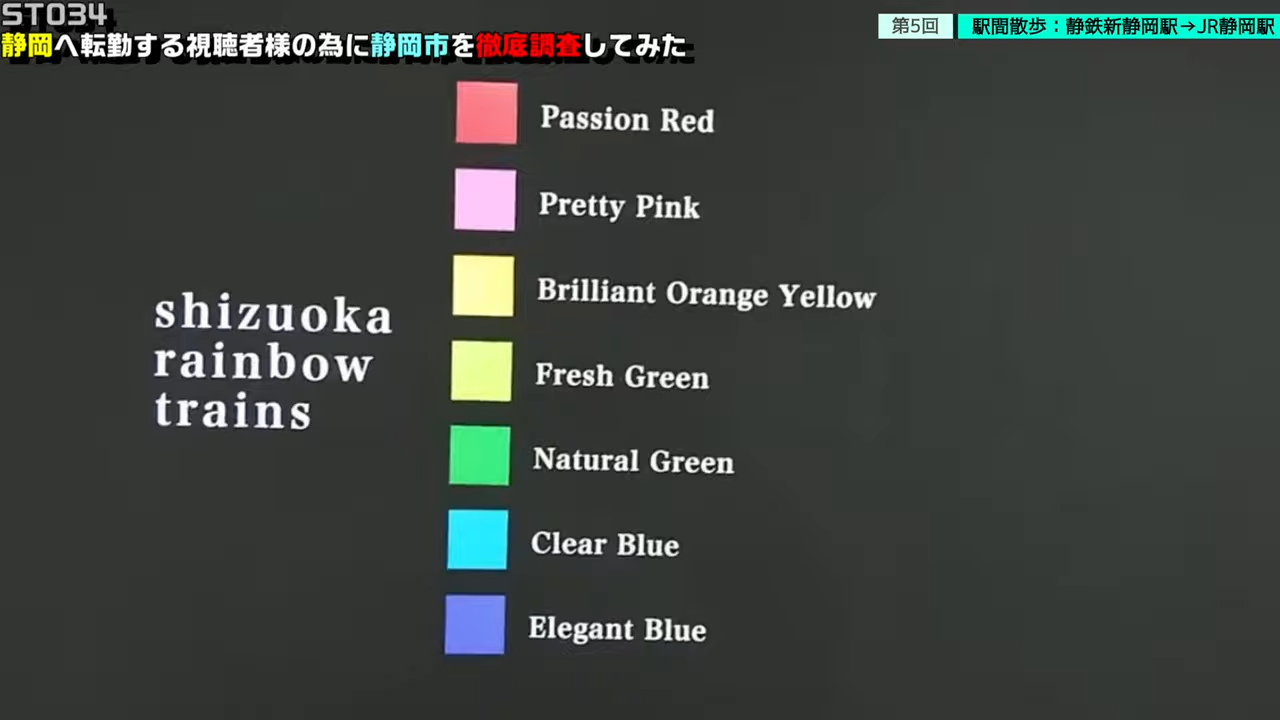 ST034
静岡へ転勤する視聴者様の為に静岡市を徹底調査してみた
第5回
駅間散歩：静鉄新静岡駅→JR静岡駅
shizuoka
rainbow
trains
Passion Red
Pretty Pink
Brilliant Orange Yellow
Fresh Green
Natural Green
Clear Blue
Elegant Blue